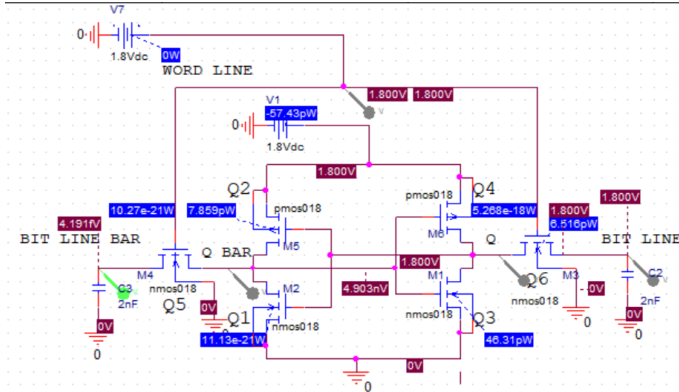 V7
0
1.8Vdc
0W
WORD LINE
1.800V
1.800V
V1
-57.43pW
0
1.8Vdc
1.800V
Q2
Q4
pmos018
pmos018
10.27e-21W
7.859pW
5.268e-18W
1.800V
6.516pW
1.800V
4.191fV
BIT LINE BAR
Q BAR
M5
M6
Q
BIT LINE
M4
1.800V
M3
C3
2nF
nmos018
Q5
0V
M2
4.903nV
M1
Q6
nmos018
0V
C2
2nF
0V
0
Q1
0
nmos018
nmos018
Q3
0
0V
0
11.13e-21W
46.31pW
0V
0